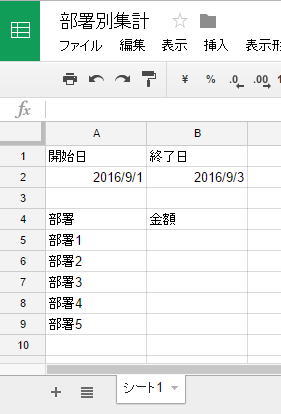 部署別集計
ファイル 編集 表示 挿入 表示形
¥ % .0 .00 1
fx
A B
1 開始日 終了日
2 2016/9/1 2016/9/3
3
4 部署 金額
5 部署1
6 部署2
7 部署3
8 部署4
9 部署5
10
+ シート1